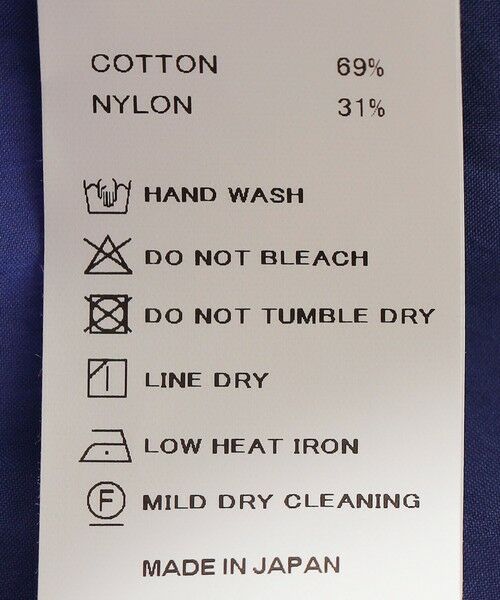 COTTON 69%
NYLON 31%
HAND WASH
DO NOT BLEACH
DO NOT TUMBLE DRY
LINE DRY
LOW HEAT IRON
F MILD DRY CLEANING
MADE IN JAPAN